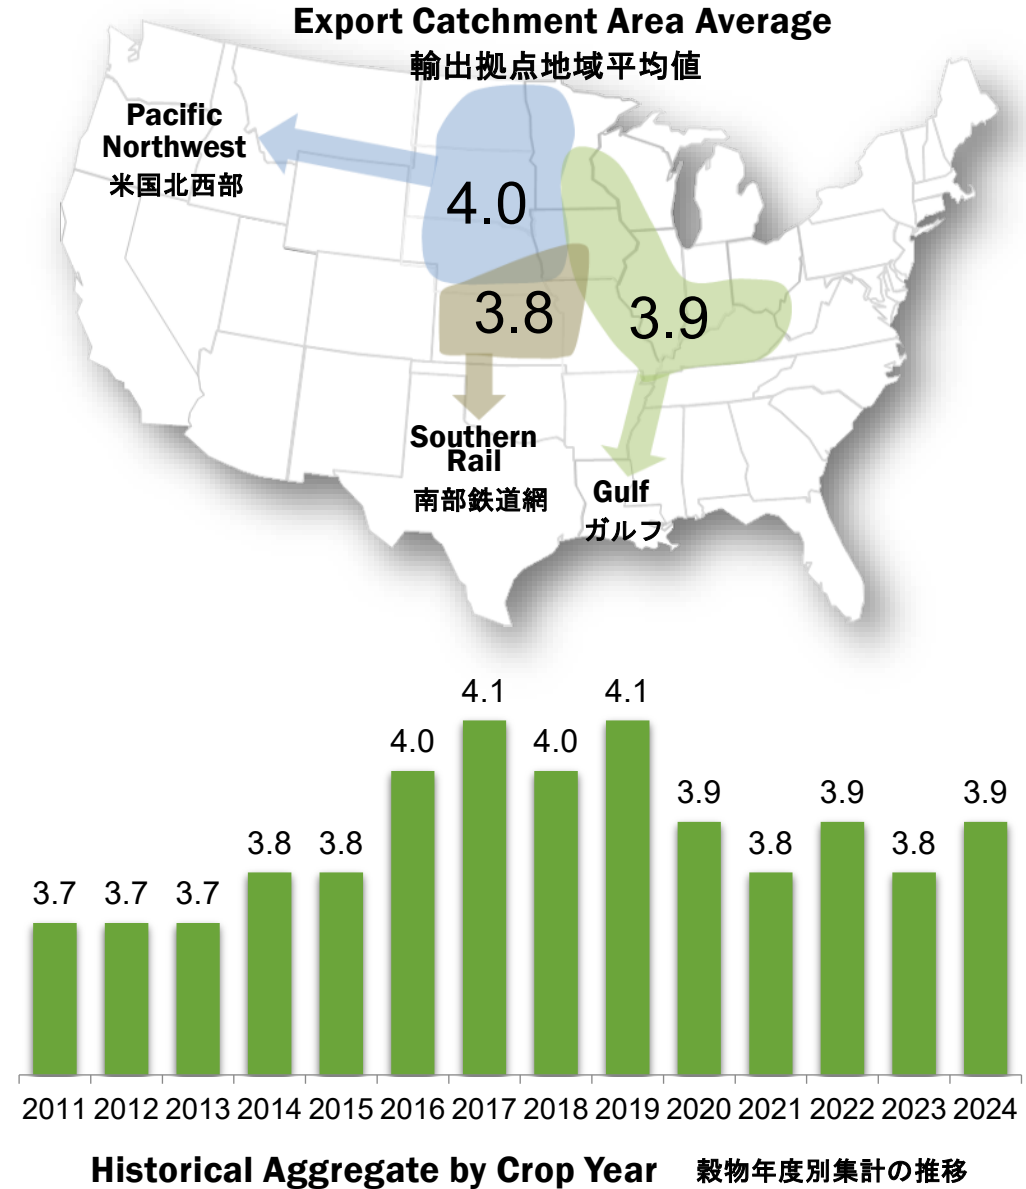 Export Catchment Area Average
輸出拠点地域平均値
Pacific
Northwest
米国北西部
4.0
3.8
3.9
Southern
Rail
南部鉄道網
Gulf
ガルフ
3.7 3.7 3.7 3.8 3.8 4.0 4.1 4.0 4.1 3.9 3.8 3.9 3.8 3.9
2011 2012 2013 2014 2015 2016 2017 2018 2019 2020 2021 2022 2023 2024
Historical Aggregate by Crop Year 穀物年度別集計の推移